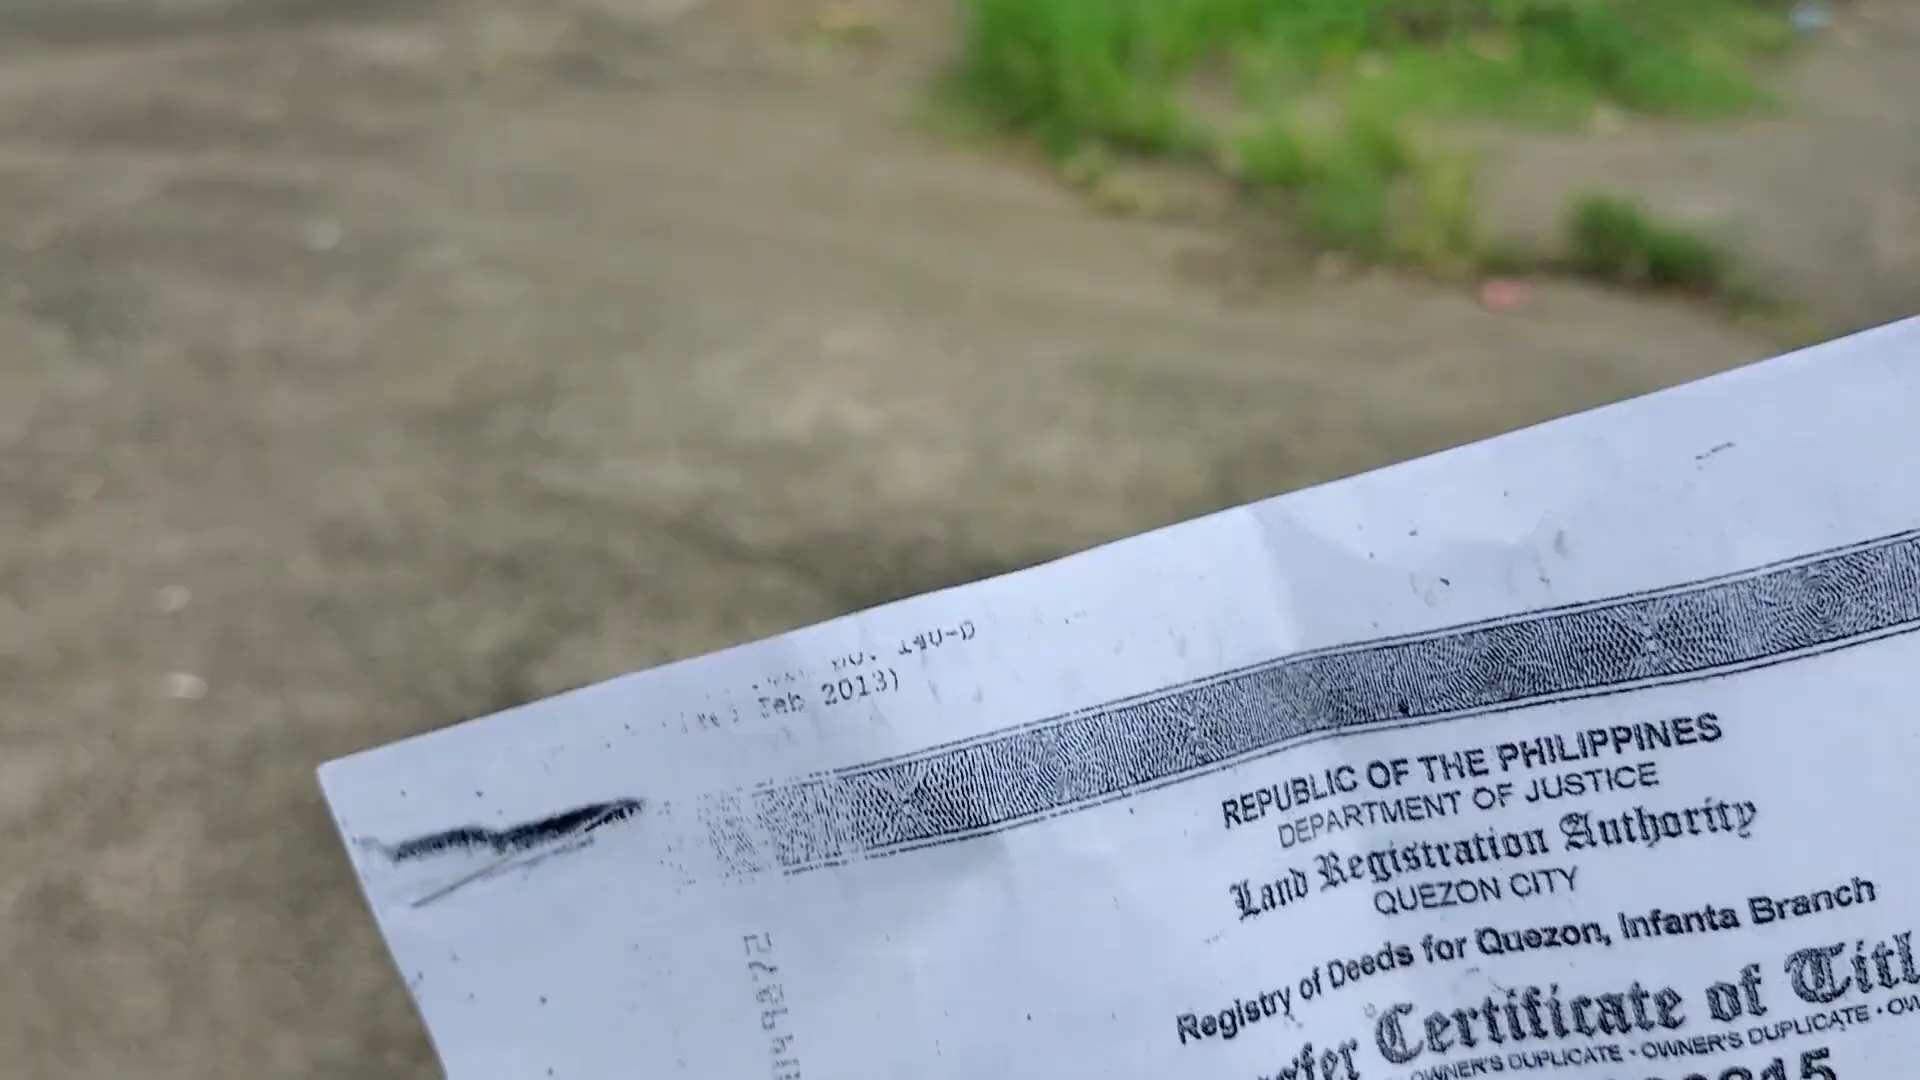 Feb 2013)
REPUBLIC OF THE PHILIPPINES
DEPARTMENT OF JUSTICE
Land Registration Authority
QUEZON CITY
Registry of Deeds for Quezon, Infanta Branch
Certificate of
OWNER'S DUPLICATE • OWNER'S DUPLICATE •